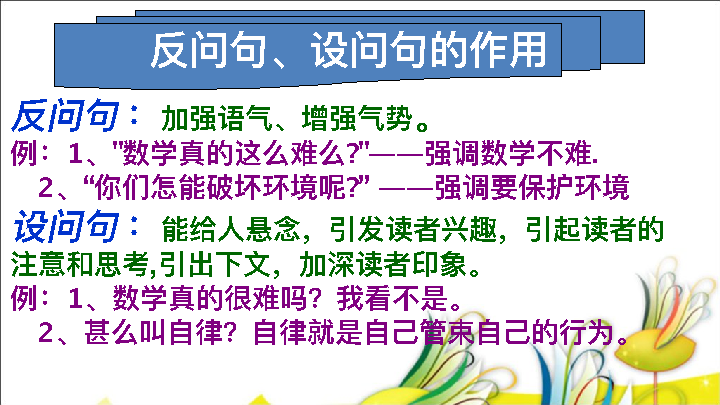 反问句、设问句的作用
反问句：加强语气、增强气势。
例：1、"数学真的这么难么?"——强调数学不难.
2、“你们怎能破坏环境呢?” ——强调要保护环境
设问句：能给人悬念，引发读者兴趣，引起读者的
注意和思考,引出下文，加深读者印象。
例：1、数学真的很难吗？我看不是。
2、甚么叫自律？自律就是自己管束自己的行为。